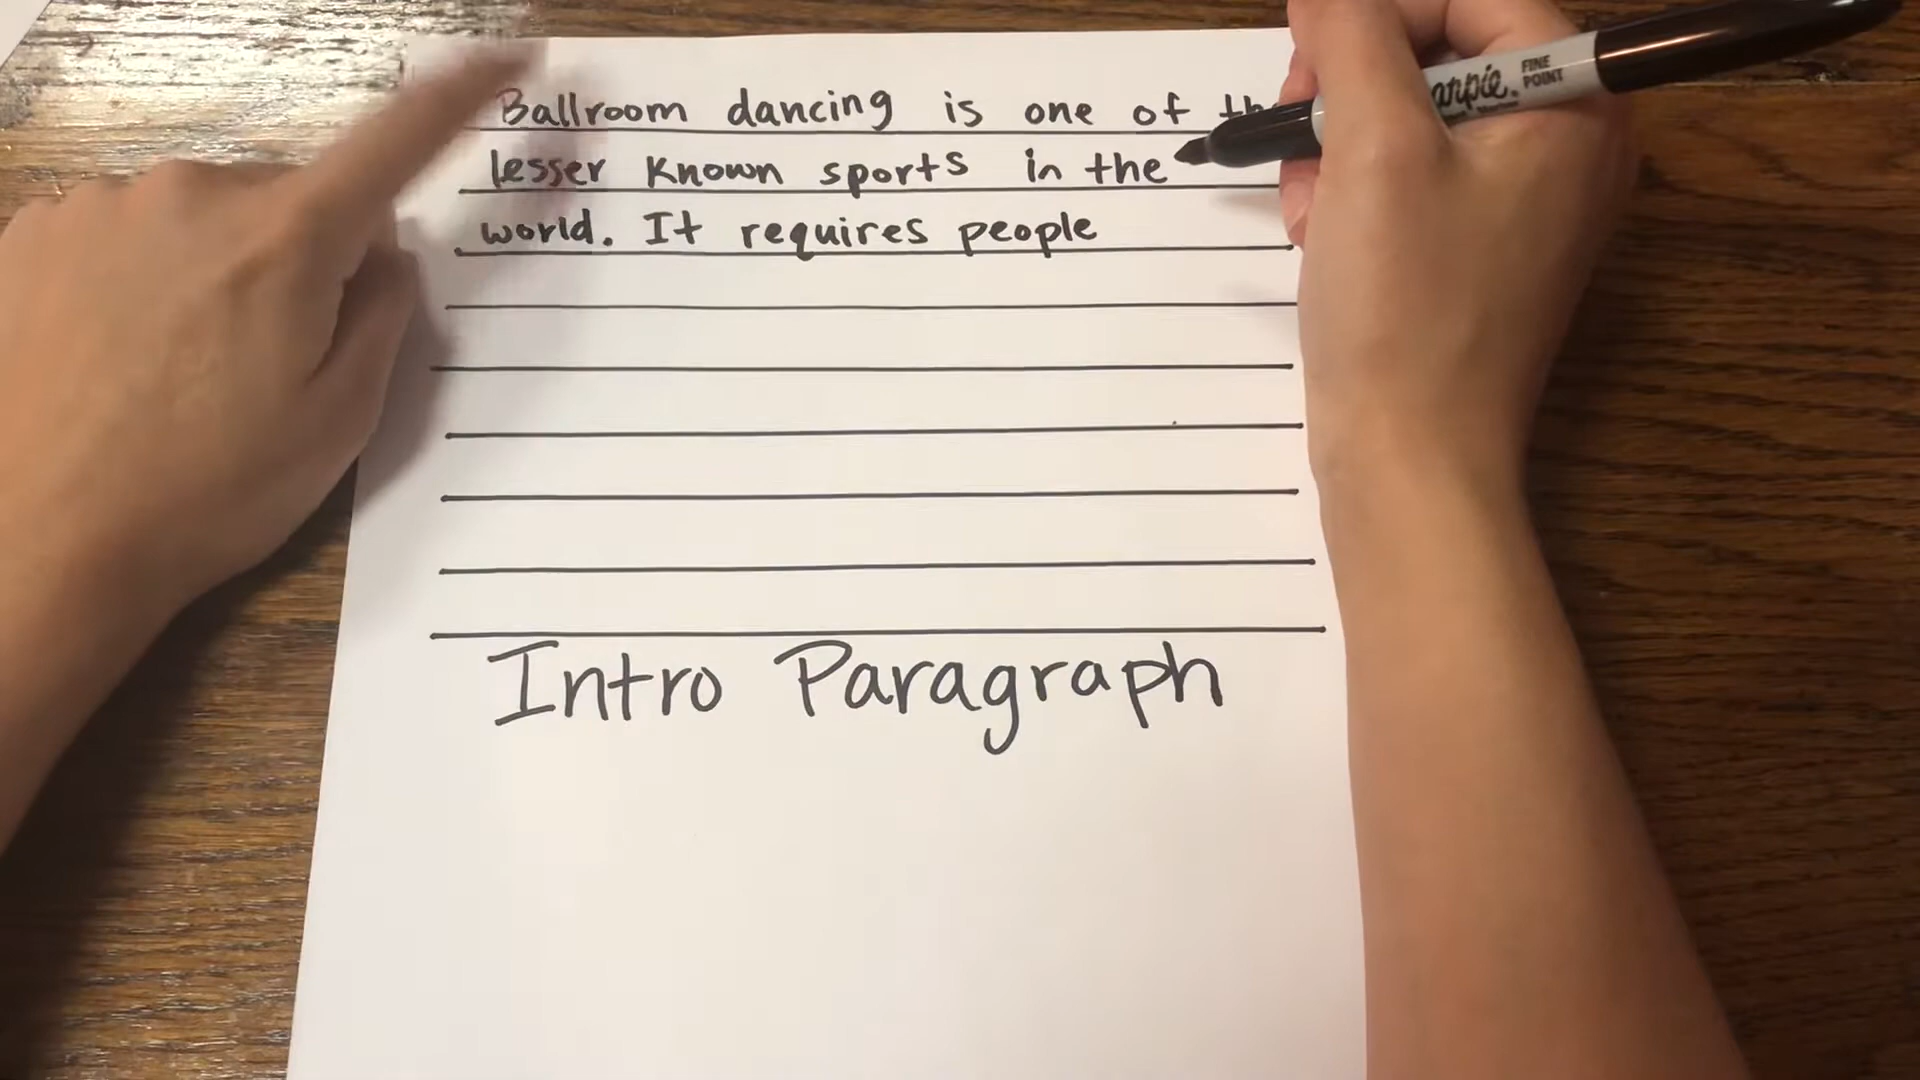 Ballroom dancing is one of
lesser known sports in the
world. It requires people
Intro Paragraph
FINE
POINT